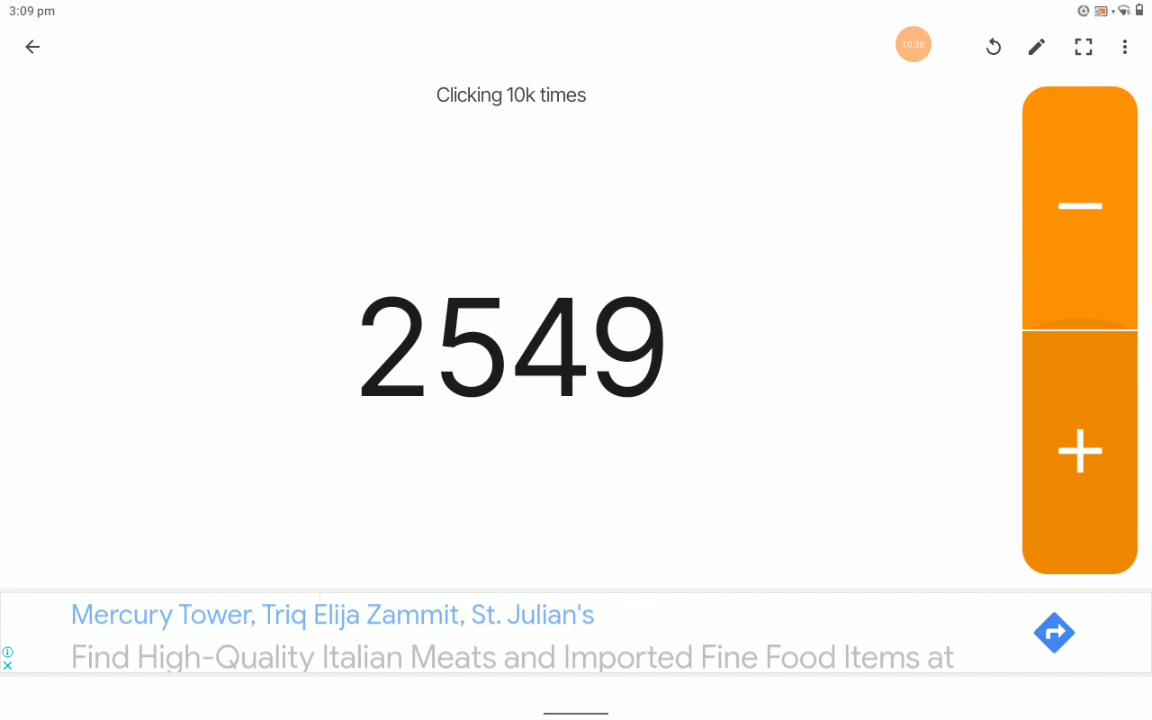 3:09 pm
10:30
Clicking 10k times
2549
Mercury Tower, Triq Elija Zammit, St. Julian's
Find High-Quality Italian Meats and Imported Fine Food Items at